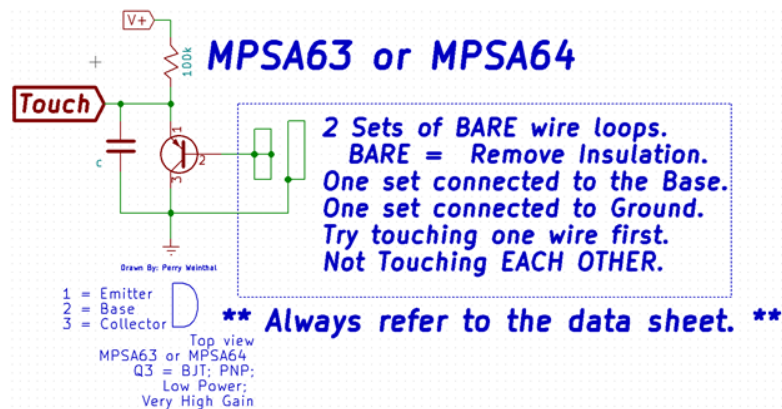 V+
100k
MPSA63 or MPSA64
Touch
1
2
3
c
2 Sets of BARE wire loops.
BARE = Remove Insulation.
One set connected to the Base.
One set connected to Ground.
Try touching one wire first.
Not Touching EACH OTHER.
Drawn By: Perry Weinthal
1 = Emitter
2 = Base
3 = Collector
** Always refer to the data sheet. **
Top view
MPSA63 or MPSA64
Q3 = BJT; PNP;
Low Power;
Very High Gain